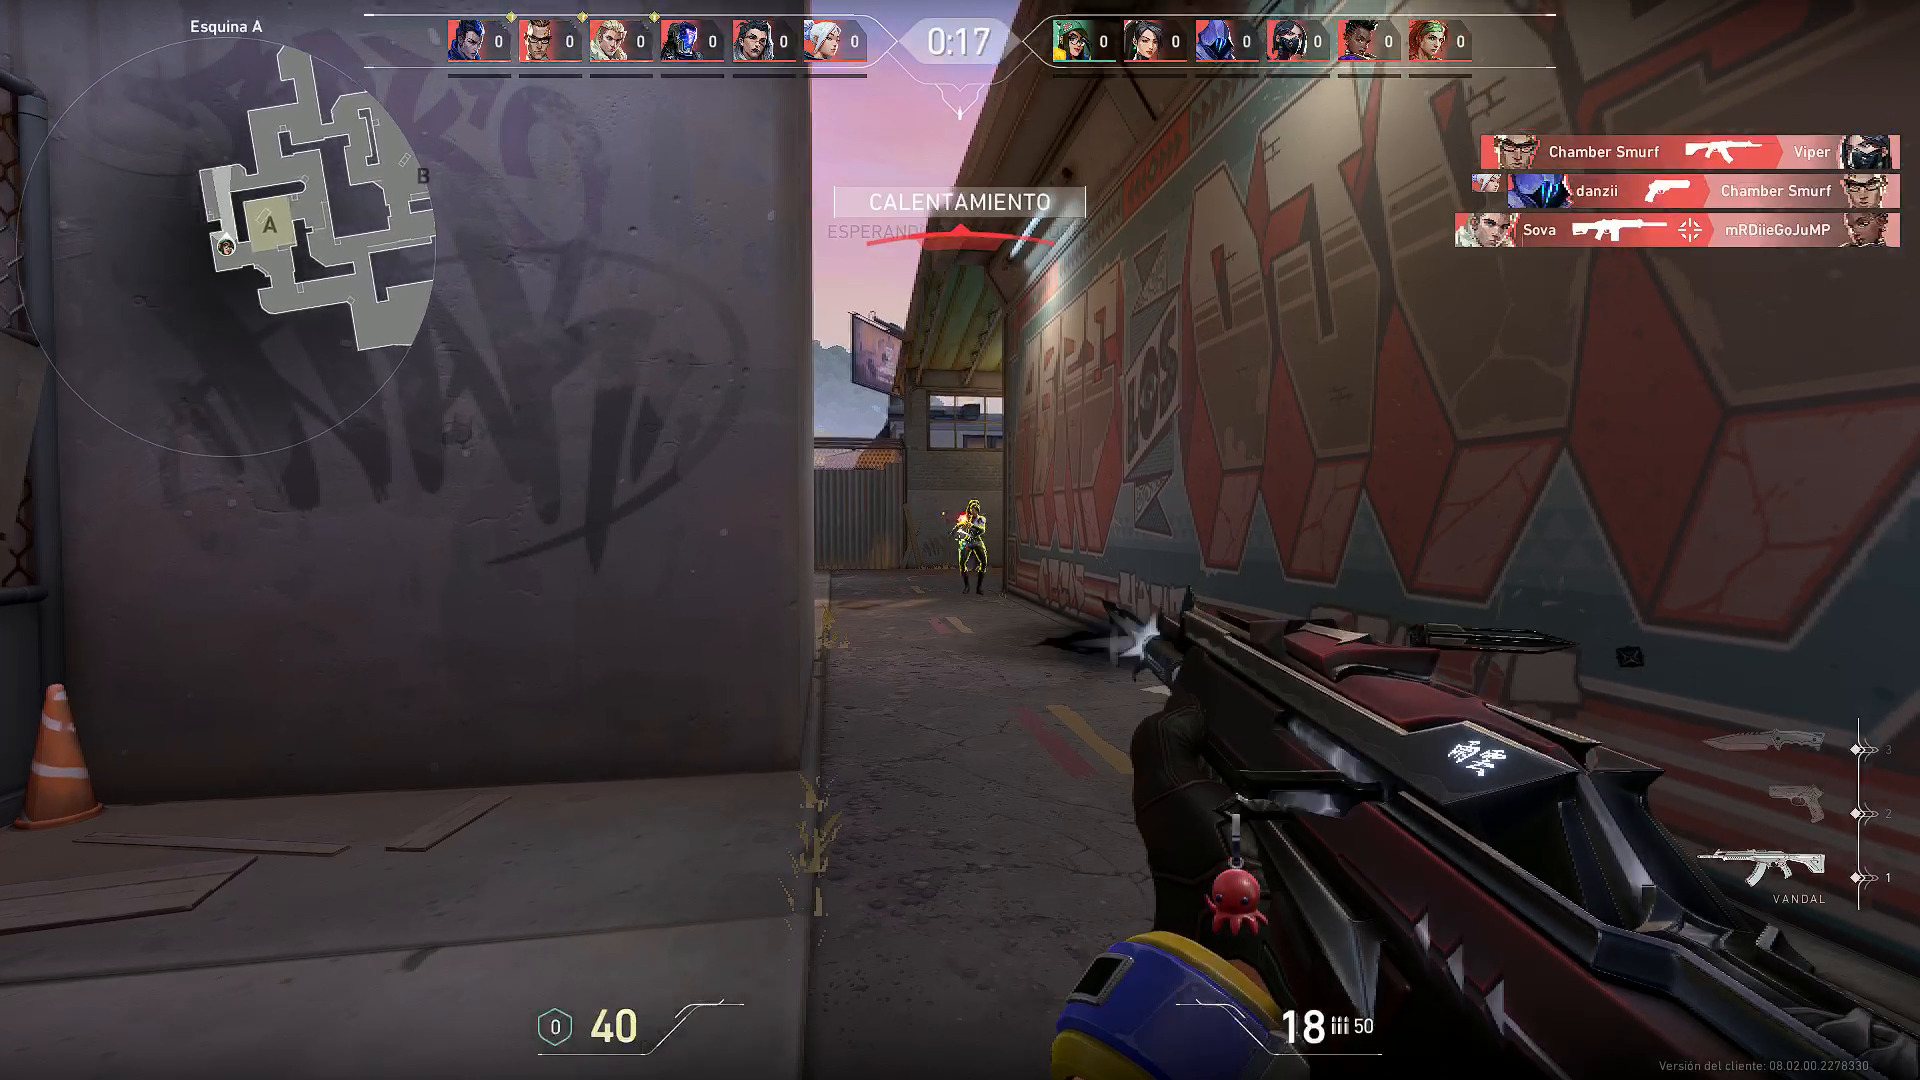 Esquina A
0
0
0
0
0
0
0:17
0
0
0
0
0
0
B
A
CALENTAMIENTO
Chamber Smurf
Viper
danzii
Chamber Smurf
Sova
mRDiieGoJuMP
3
2
1
VANDAL
0
40
18
50
Versión del cliente: 08.02.00.2278330